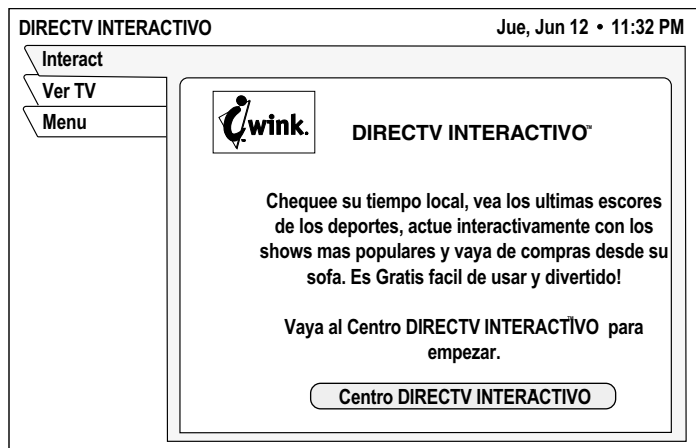 DIRECTV INTERACTIVO
Jue, Jun 12 • 11:32 PM
Interact
Ver TV
Menu
wink.
DIRECTV INTERACTIVO™
Chequee su tiempo local, vea los ultimas escores
de los deportes, actue interactivamente con los
shows mas populares y vaya de compras desde su
sofa. Es Gratis facil de usar y divertido!
Vaya al Centro DIRECTV INTERACTIVO™ para
empezar.
Centro DIRECTV INTERACTIVO